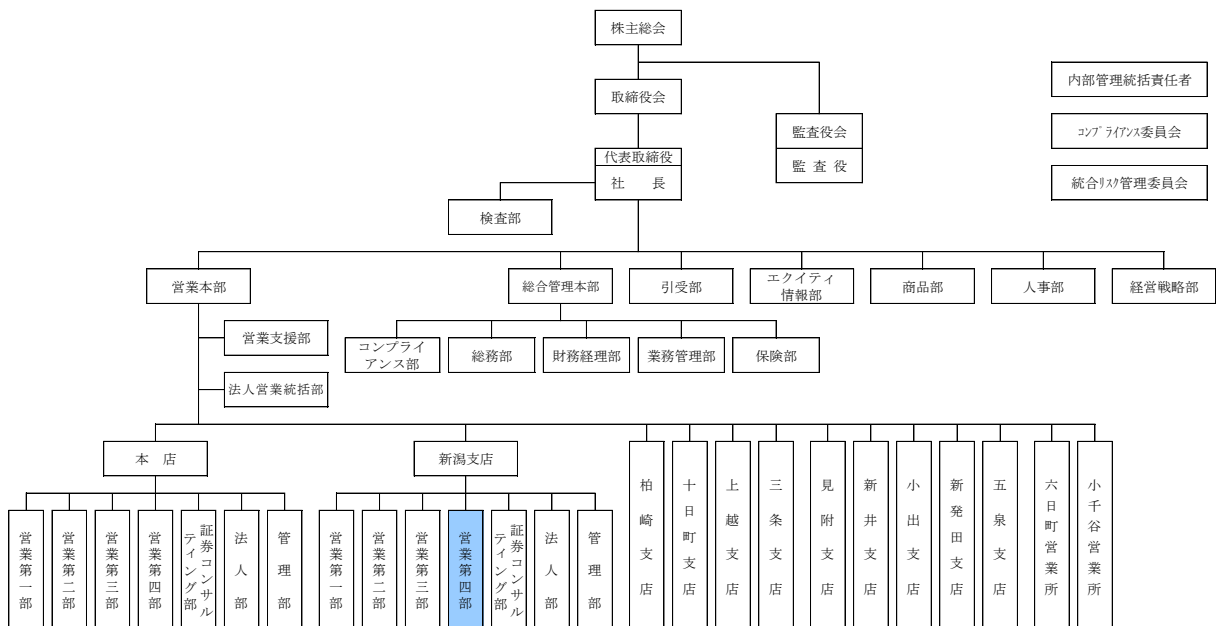 株主総会
取締役会
内部管理統括責任者
監査役会
監 査 役
ｺﾝﾌﾟﾗｲｱﾝｽ委員会
代表取締役
社　　長
統合ﾘｽｸ管理委員会
検査部
営業本部
総合管理本部
引受部
エクイティ
情報部
商品部
人事部
経営戦略部
営業支援部
コンプライ
アンス部
総務部
財務経理部
業務管理部
保険部
法人営業統括部
本　店
新潟支店
柏崎支店
十日町支店
上越支店
三条支店
見附支店
新井支店
小出支店
新発田支店
五泉支店
六日町営業所
小千谷営業所
営業第一部
営業第二部
営業第三部
営業第四部
証券コンサル
ティング部
法人部
管理部
営業第一部
営業第二部
営業第三部
営業第四部
証券コンサル
ティング部
法人部
管理部